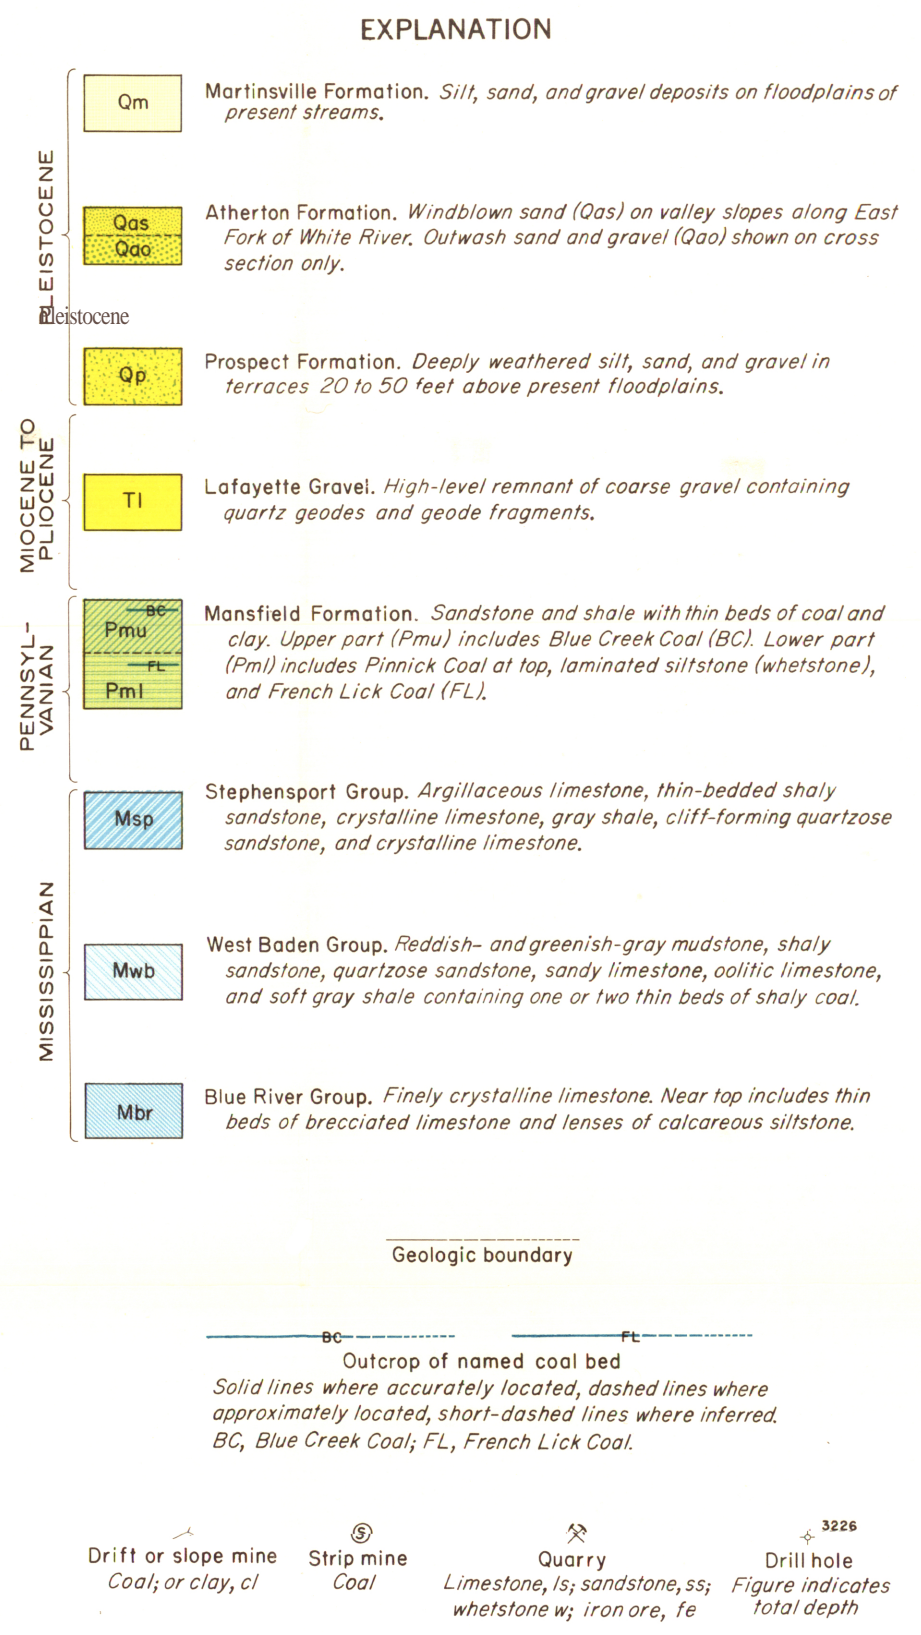 EXPLANATION
PLEISTOCENE
Pleistocene
Qm
Martinsville Formation. Silt, sand, and gravel deposits on floodplains of
present streams.
Qas
Qao
Atherton Formation. Windblown sand (Qas) on valley slopes along East
Fork of White River. Outwash sand and gravel (Qao) shown on cross
section only.
Qp
Prospect Formation. Deeply weathered silt, sand, and gravel in
terraces 20 to 50 feet above present floodplains.
MIOCENE TO
PLIOCENE
Tl
Lafayette Gravel. High-level remnant of coarse gravel containing
quartz geodes and geode fragments.
PENNSYL-
VANIAN
BC
Pmu
FL
Pml
Mansfield Formation. Sandstone and shale with thin beds of coal and
clay. Upper part (Pmu) includes Blue Creek Coal (BC). Lower part
(Pml) includes Pinnick Coal at top, laminated siltstone (whetstone),
and French Lick Coal (FL).
MISSISSIPPIAN
Msp
Stephensport Group. Argillaceous limestone, thin-bedded shaly
sandstone, crystalline limestone, gray shale, cliff-forming quartzose
sandstone, and crystalline limestone.
Mwb
West Baden Group. Reddish- and greenish-gray mudstone, shaly
sandstone, quartzose sandstone, sandy limestone, oolitic limestone,
and soft gray shale containing one or two thin beds of shaly coal.
Mbr
Blue River Group. Finely crystalline limestone. Near top includes thin
beds of brecciated limestone and lenses of calcareous siltstone.
Geologic boundary
BC FL
Outcrop of named coal bed
Solid lines where accurately located, dashed lines where
approximately located, short-dashed lines where inferred.
BC, Blue Creek Coal; FL, French Lick Coal.
Drift or slope mine
Coal; or clay, cl
S
Strip mine
Coal
Quarry
Limestone, ls; sandstone, ss;
whetstone w; iron ore, fe
3226
Drill hole
Figure indicates
total depth